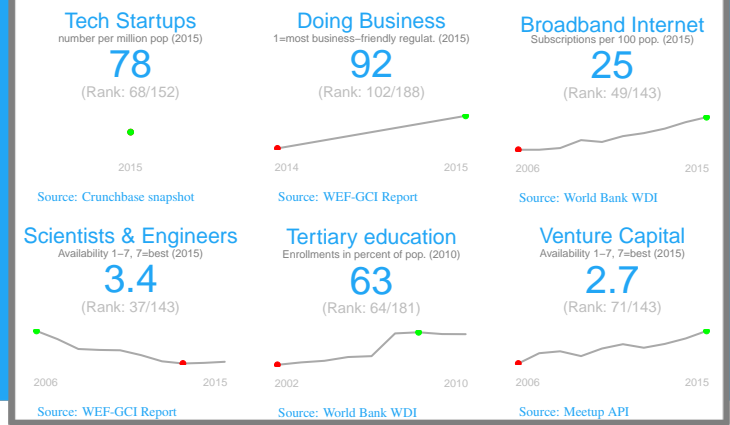 Tech Startups
number per million pop (2015)
78
(Rank: 68/152)
2015
Source: Crunchbase snapshot
Doing Business
1=most business−friendly regulat. (2015)
92
(Rank: 102/188)
2014 2015
Source: WEF-GCI Report
Broadband Internet
Subscriptions per 100 pop. (2015)
25
(Rank: 49/143)
2006 2015
Source: World Bank WDI
Scientists & Engineers
Availability 1−7, 7=best (2015)
3.4
(Rank: 37/143)
2006 2015
Source: WEF-GCI Report
Tertiary education
Enrollments in percent of pop. (2010)
63
(Rank: 64/181)
2002 2010
Source: World Bank WDI
Venture Capital
Availability 1−7, 7=best (2015)
2.7
(Rank: 71/143)
2006 2015
Source: Meetup API